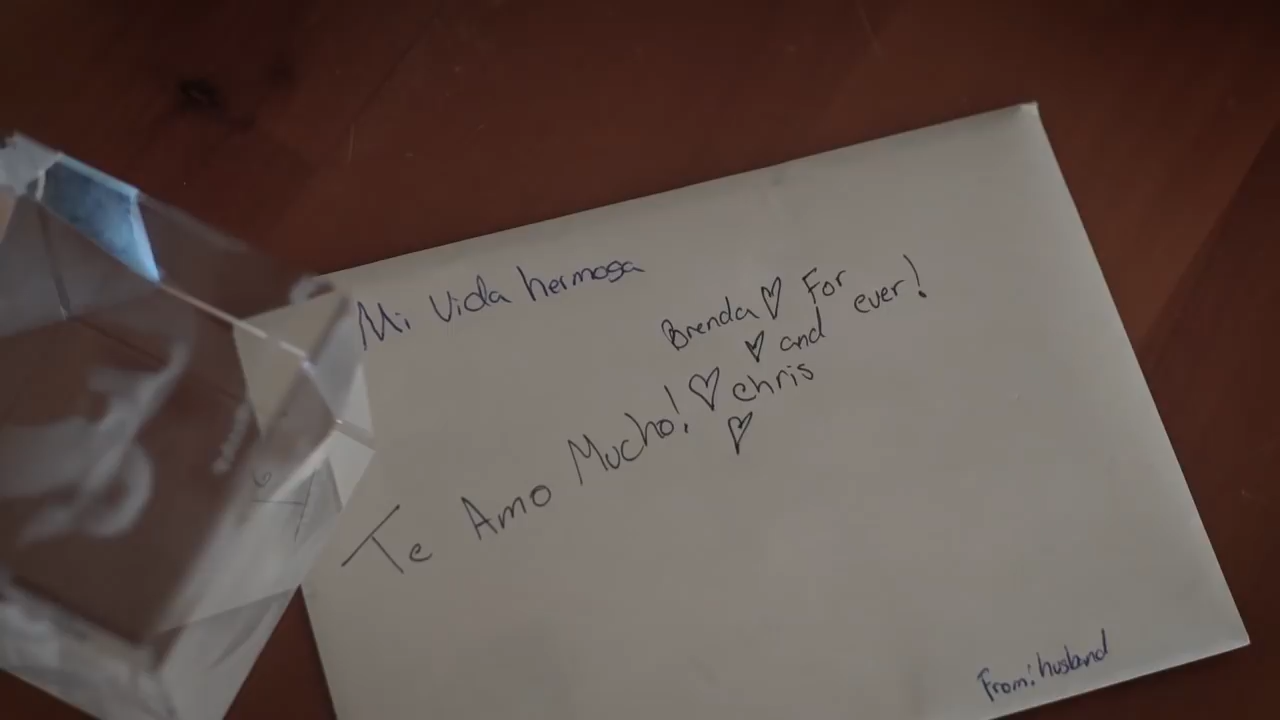 Mi Vida hermosa
Brenda ♡ For ever!
♡ and
Te Amo Mucho! ♡ chris
♡
From: husband